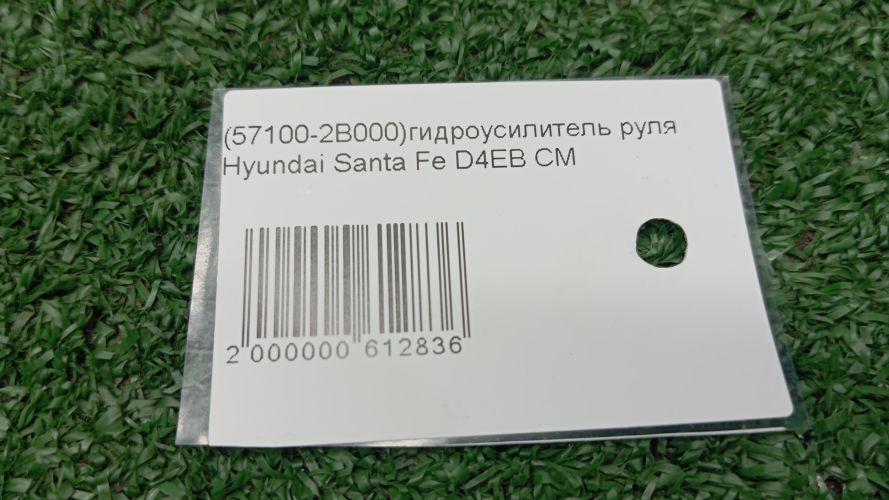 (57100-2B000)гидроусилитель руля
Hyundai Santa Fe D4EB CM
2 000000 612836